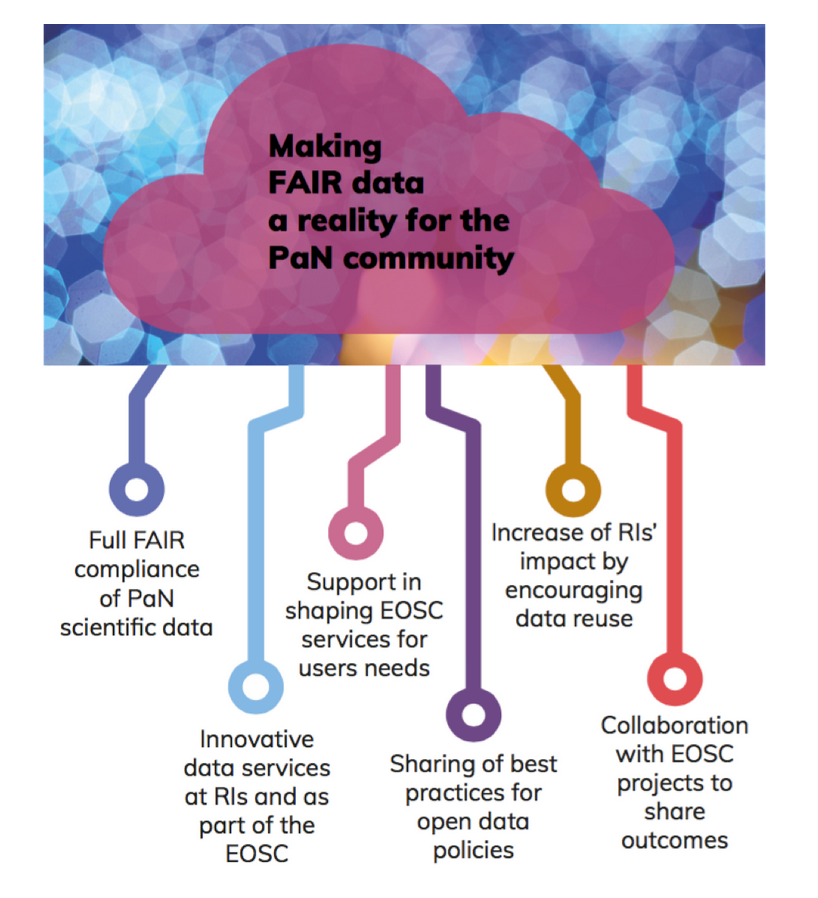 Making
FAIR data
a reality for the
PaN community
Full FAIR
compliance
of PaN
scientific data
Innovative
data services
at RIs and as
part of the
EOSC
Support in
shaping EOSC
services for
users needs
Sharing of best
practices for
open data
policies
Increase of RIs'
impact by
encouraging
data reuse
Collaboration
with EOSC
projects to
share
outcomes